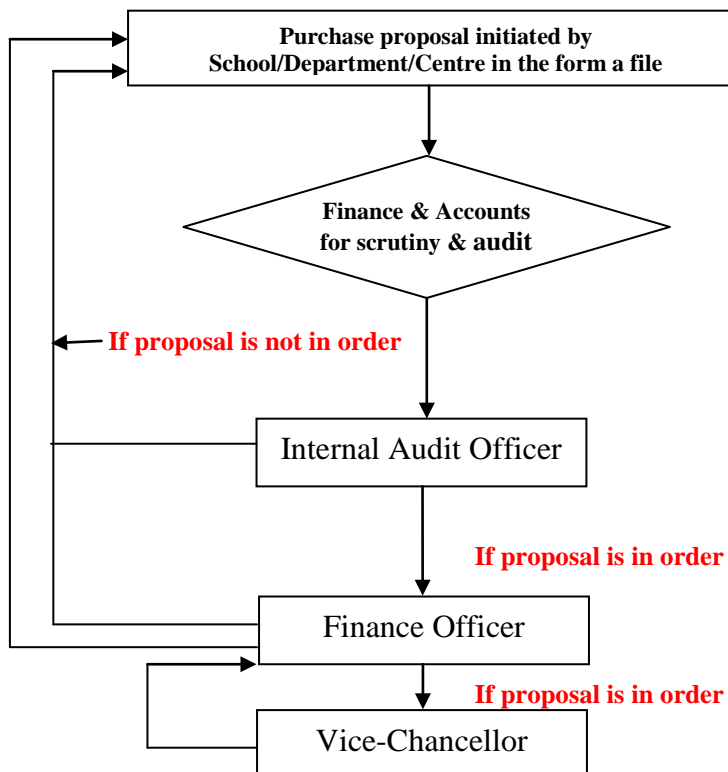 Purchase proposal initiated by
School/Department/Centre in the form a file
Finance & Accounts
for scrutiny & audit
If proposal is not in order
Internal Audit Officer
If proposal is in order
Finance Officer
If proposal is in order
Vice-Chancellor